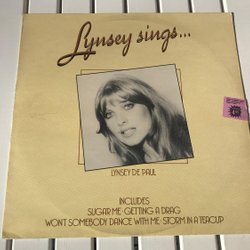 Lynsey sings...
LYNSEY DE PAUL
INCLUDES
SUGAR ME·GETTING A DRAG
WON'T SOMEBODY DANCE WITH ME·STORM IN A TEACUP